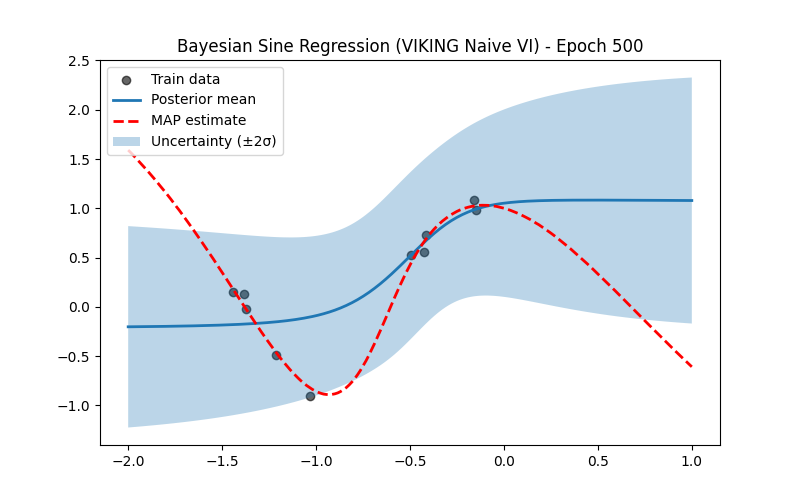 Bayesian Sine Regression (VIKING Naive VI) - Epoch 500
2.5
2.0
1.5
1.0
0.5
0.0
−0.5
−1.0
Train data
Posterior mean
MAP estimate
Uncertainty (±2σ)
−2.0 −1.5 −1.0 −0.5 0.0 0.5 1.0